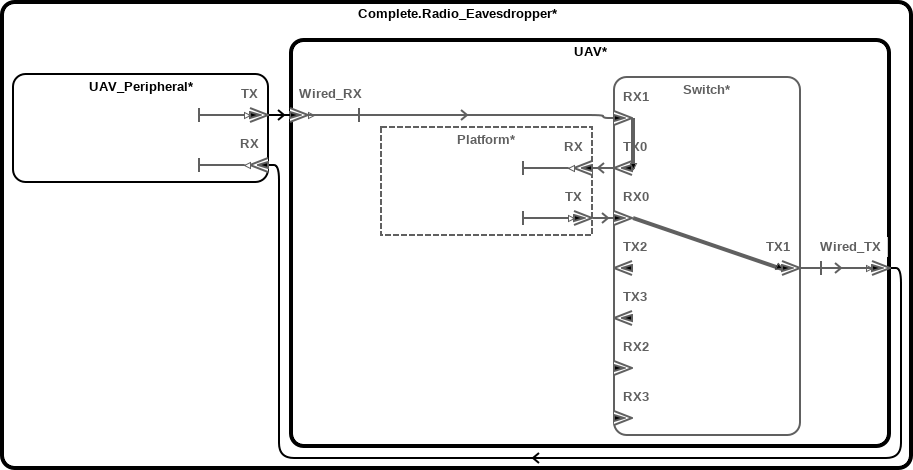 Complete.Radio_Eavesdropper*
UAV*
UAV_Peripheral*
TX
RX
Wired_RX
Platform*
RX
TX
Switch*
RX1
TX0
RX0
TX2
TX3
RX2
RX3
TX1
Wired_TX